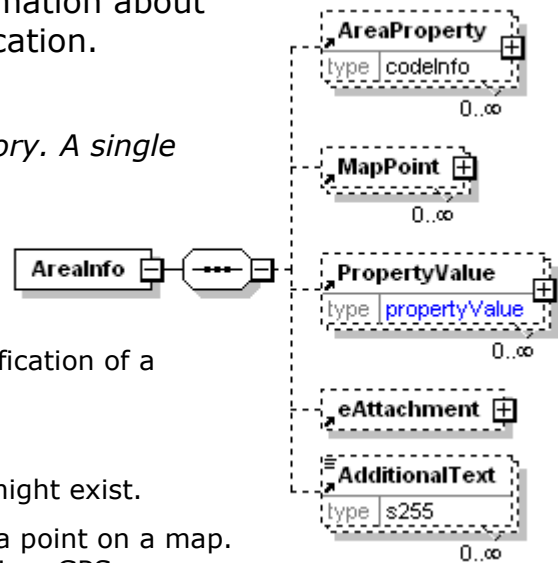 mation about
cation.
ory. A single
fication of a
night exist.
a point on a map.
AreaInfo
AreaProperty
type codeInfo
0..∞
MapPoint
0..∞
PropertyValue
type propertyValue
0..∞
eAttachment
AdditionalText
type s255
0..∞